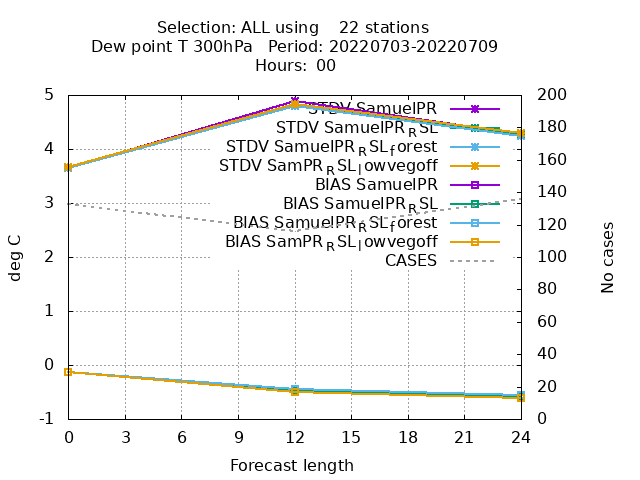 Selection: ALL using 22 stations
Dew point T 300hPa Period: 20220703-20220709
Hours: 00
5
4
3
2
1
0
-1
deg C
STDV SamuelPR
STDV SamuelPR_RSL
STDV SamuelPR_RSL_forest
STDV SamPR_RSL_lowvegoff
BIAS SamuelPR
BIAS SamuelPR_RSL
BIAS SamuelPR_RSL_forest
BIAS SamPR_RSL_lowvegoff
CASES
200
180
160
140
120
100
80
60
40
20
0
No cases
0 3 6 9 12 15 18 21 24
Forecast length